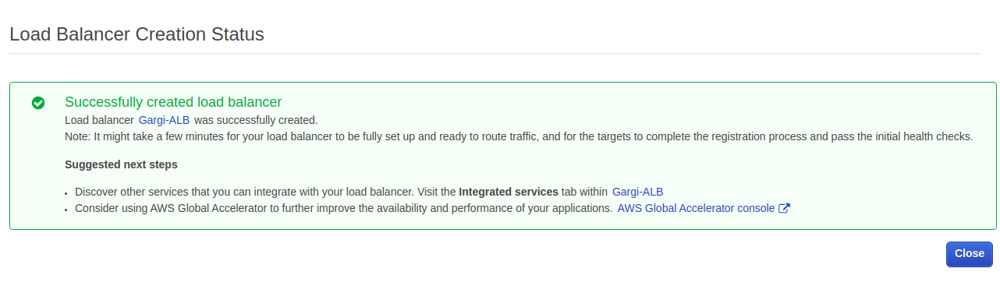 Load Balancer Creation Status
Successfully created load balancer
Load balancer Gargi-ALB was successfully created.
Note: It might take a few minutes for your load balancer to be fully set up and ready to route traffic, and for the targets to complete the registration process and pass the initial health checks.
Suggested next steps
• Discover other services that you can integrate with your load balancer. Visit the Integrated services tab within Gargi-ALB
• Consider using AWS Global Accelerator to further improve the availability and performance of your applications. AWS Global Accelerator console
Close